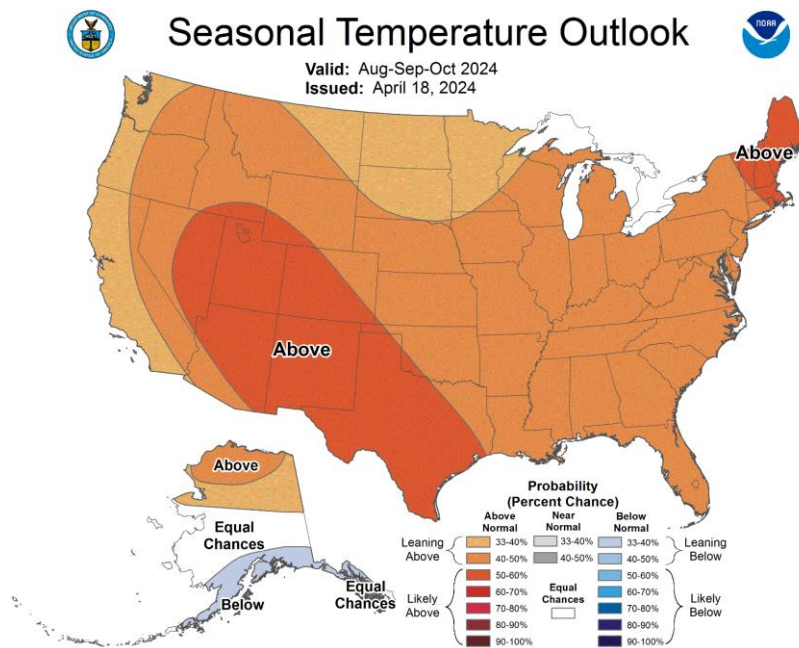 Seasonal Temperature Outlook
NOAA
Valid: Aug-Sep-Oct 2024
Issued: April 18, 2024
Above
Above
Above
Equal
Chances
Below
Equal
Chances
Probability
(Percent Chance)
Above
Normal
Near
Normal
Below
Normal
Leaning
Above
33-40%
33-40%
33-40%
Leaning
Below
40-50%
40-50%
40-50%
Likely
Above
50-60%
60-70%
70-80%
80-90%
90-100%
Equal
Chances
50-60%
60-70%
70-80%
80-90%
90-100%
Likely
Below